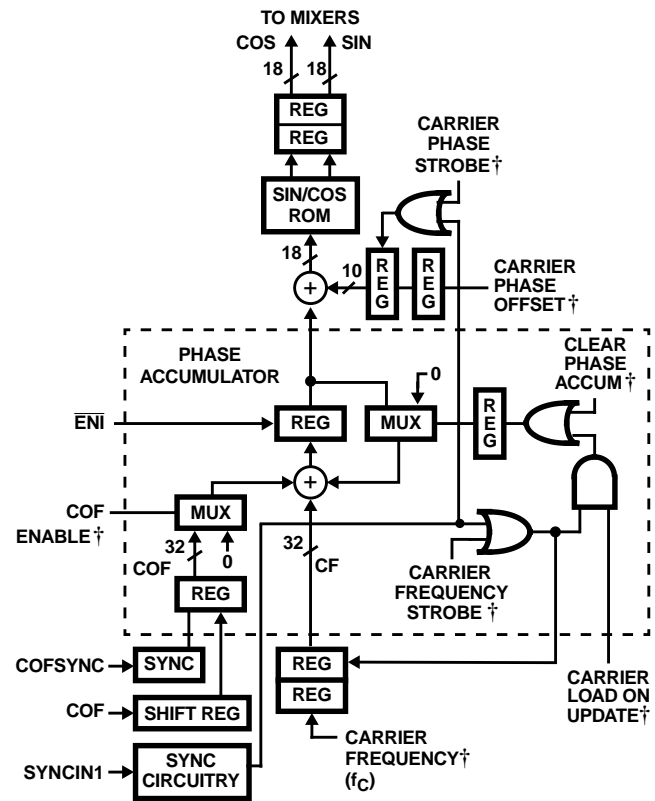 TO MIXERS
COS SIN
18 18
REG
REG
CARRIER
PHASE
STROBE†
SIN/COS
ROM
18
10
REG
REG
CARRIER
PHASE
OFFSET†
+
PHASE
ACCUMULATOR
CLEAR
PHASE
ACCUM†
0
ENI
REG
MUX
REG
+
COF
ENABLE†
MUX
32
COF
0
32
CF
CARRIER
FREQUENCY
STROBE†
REG
COFSYNC
SYNC
REG
REG
COF
SHIFT REG
CARRIER
LOAD ON
UPDATE†
SYNCIN1
SYNC
CIRCUITRY
CARRIER
FREQUENCY†
(fC)